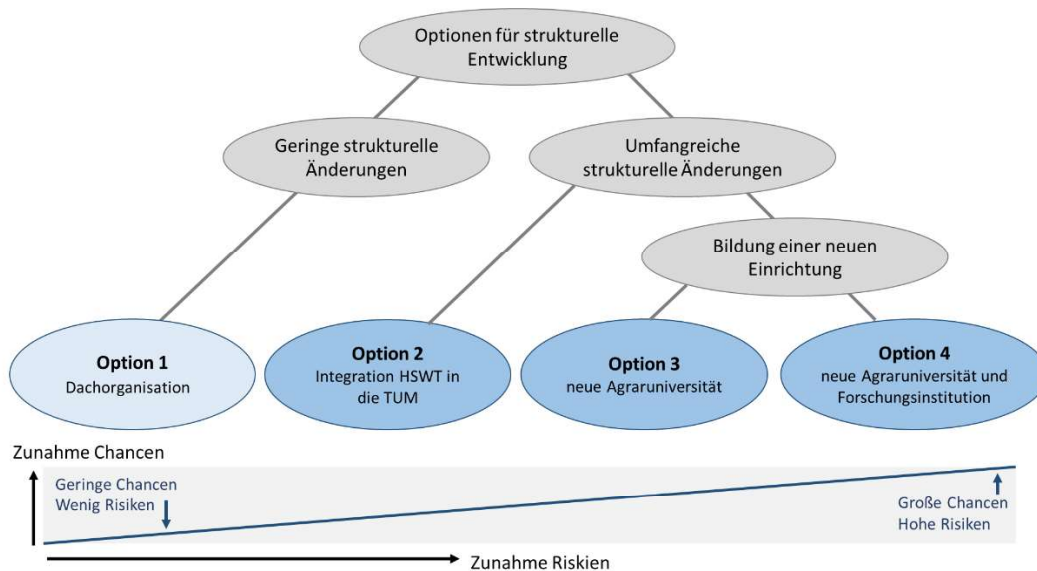 Optionen für strukturelle
Entwicklung
Geringe strukturelle
Änderungen
Umfangreiche
strukturelle Änderungen
Bildung einer neuen
Einrichtung
Option 1
Dachorganisation
Option 2
Integration HSWT in
die TUM
Option 3
neue Agraruniversität
Option 4
neue Agraruniversität und
Forschungsinstitution
Zunahme Chancen
Geringe Chancen
Wenig Risiken
Große Chancen
Hohe Risiken
Zunahme Riskien